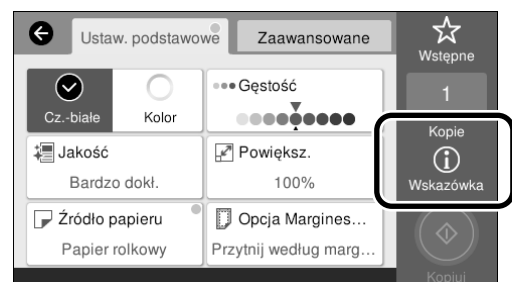 Ustaw. podstawowe
Zaawansowane
Wstępne
Cz.-białe
Kolor
Gęstość
1
Kopie
Jakość
Bardzo dokł.
Powiększ.
100%
Wskazówka
Źródło papieru
Papier rolkowy
Opcja Margines…
Przytnij według marg…
Kopiuj